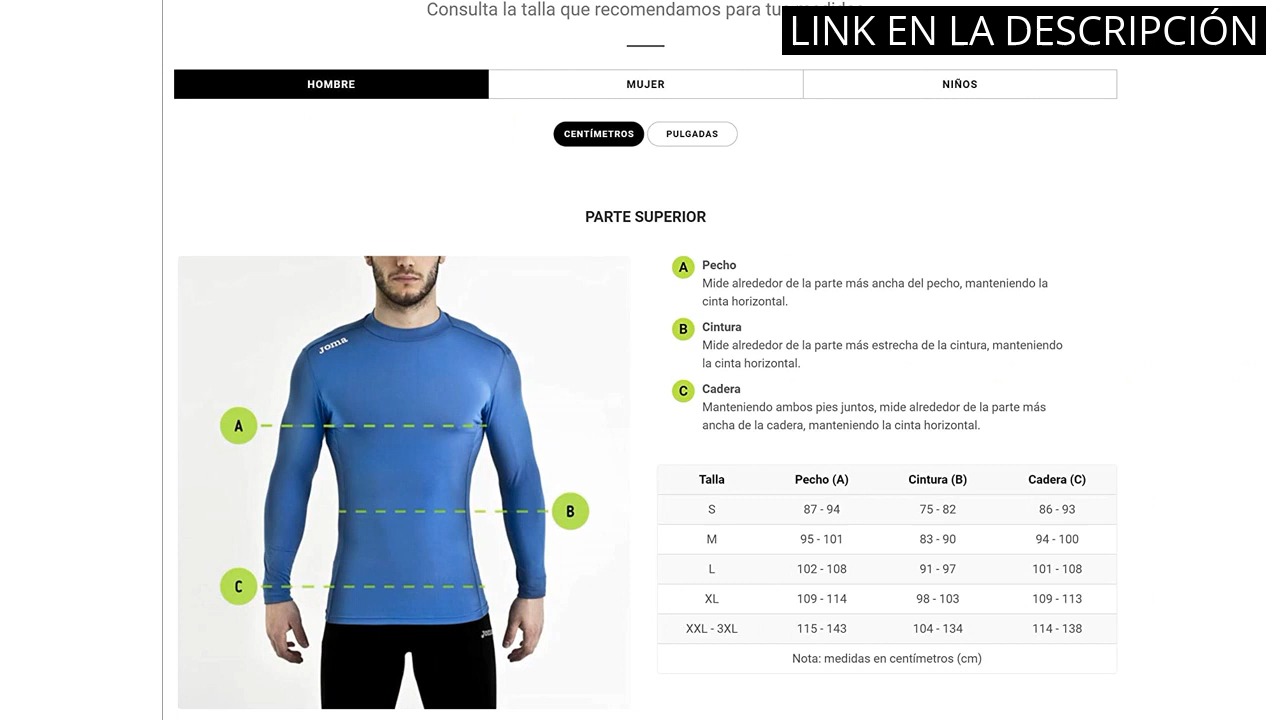 Consulta la talla que recomendamos para tus
LINK EN LA DESCRIPCIÓN
HOMBRE MUJER NIÑOS
CENTÍMETROS PULGADAS
PARTE SUPERIOR
A Pecho
Mide alrededor de la parte más ancha del pecho, manteniendo la
cinta horizontal.
B Cintura
Mide alrededor de la parte más estrecha de la cintura, manteniendo
la cinta horizontal.
C Cadera
Manteniendo ambos pies juntos, mide alrededor de la parte más
ancha de la cadera, manteniendo la cinta horizontal.
Joma
A
B
C
Joma
Talla Pecho (A) Cintura (B) Cadera (C)
S 87 - 94 75 - 82 86 - 93
M 95 - 101 83 - 90 94 - 100
L 102 - 108 91 - 97 101 - 108
XL 109 - 114 98 - 103 109 - 113
XXL - 3XL 115 - 143 104 - 134 114 - 138
Nota: medidas en centímetros (cm)